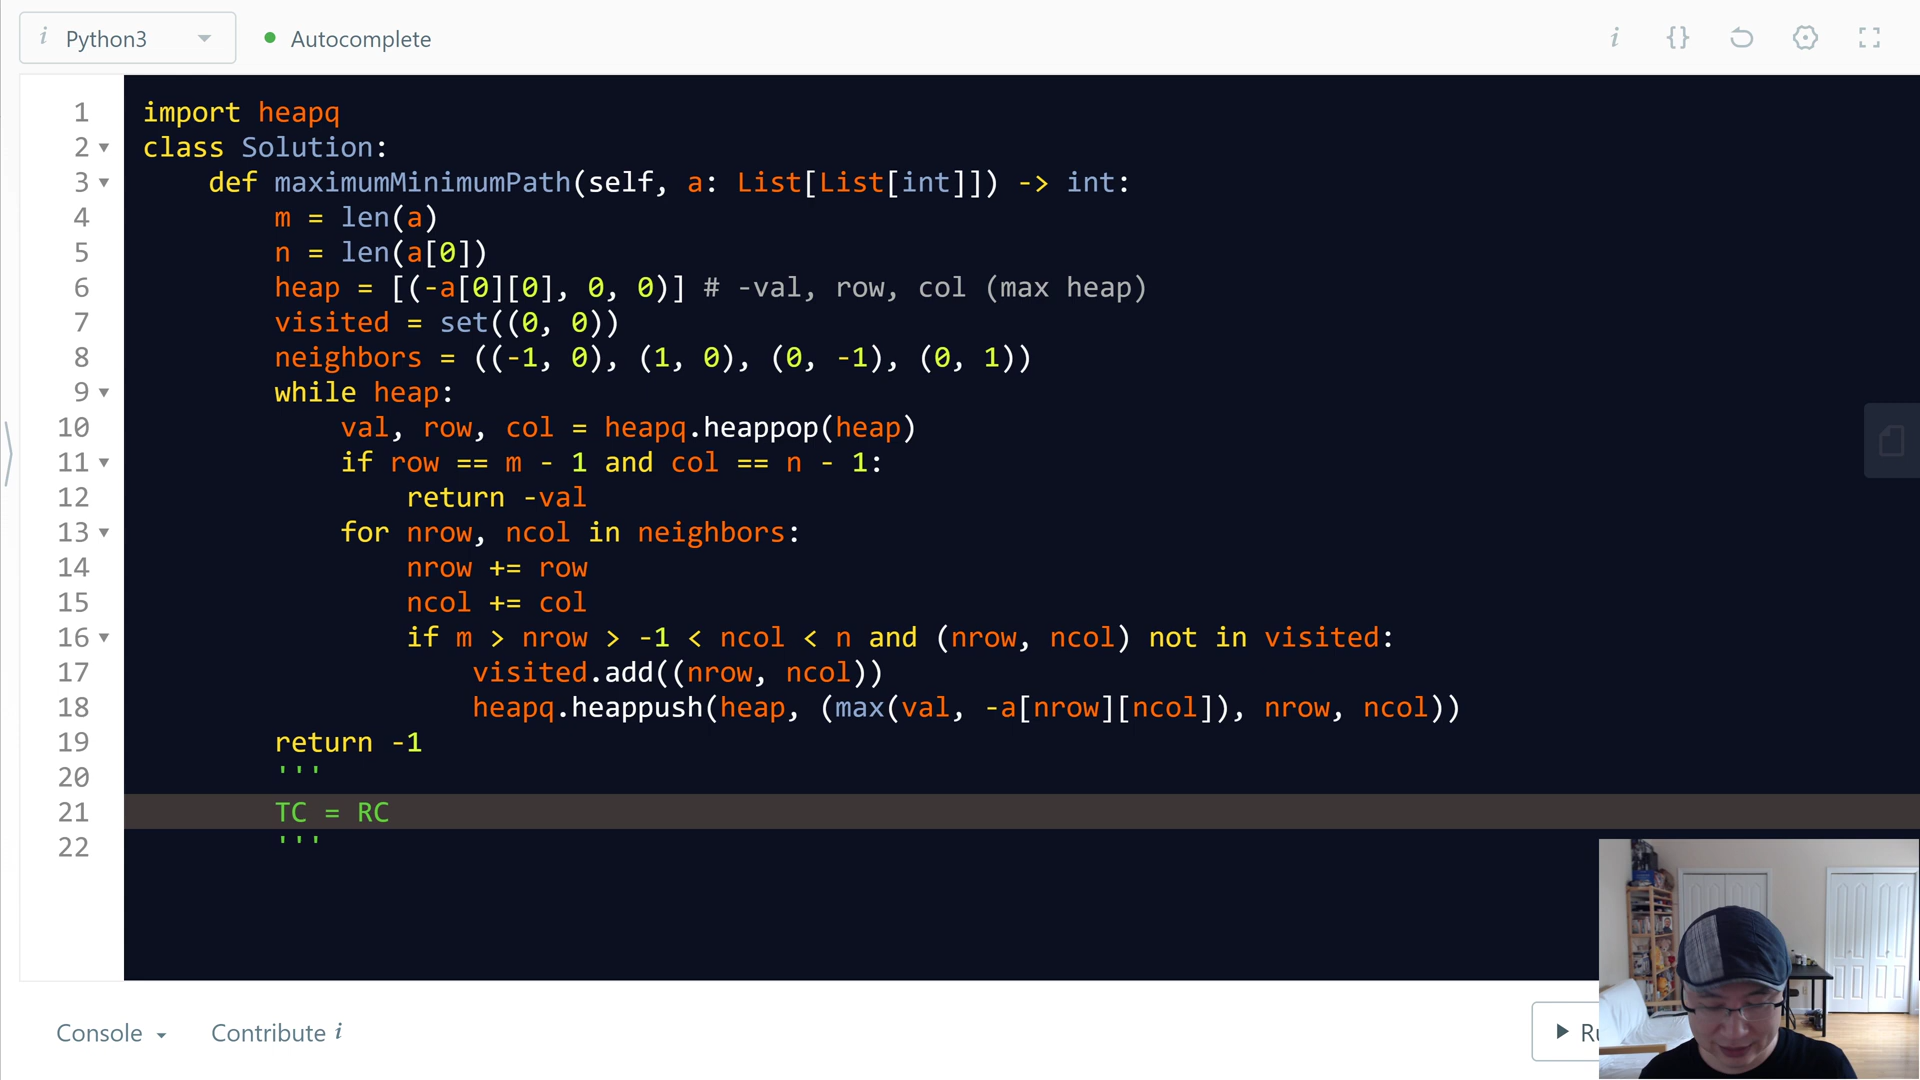 i Python3 Autocomplete i {}
1 import heapq
2 class Solution:
3 def maximumMinimumPath(self, a: List[List[int]]) -> int:
4 m = len(a)
5 n = len(a[0])
6 heap = [(-a[0][0], 0, 0)] # -val, row, col (max heap)
7 visited = set((0, 0))
8 neighbors = ((-1, 0), (1, 0), (0, -1), (0, 1))
9 while heap:
10 val, row, col = heapq.heappop(heap)
11 if row == m - 1 and col == n - 1:
12 return -val
13 for nrow, ncol in neighbors:
14 nrow += row
15 ncol += col
16 if m > nrow > -1 < ncol < n and (nrow, ncol) not in visited:
17 visited.add((nrow, ncol))
18 heapq.heappush(heap, (max(val, -a[nrow][ncol]), nrow, ncol))
19 return -1
20 '''
21 TC = RC
22 '''
Console Contribute i